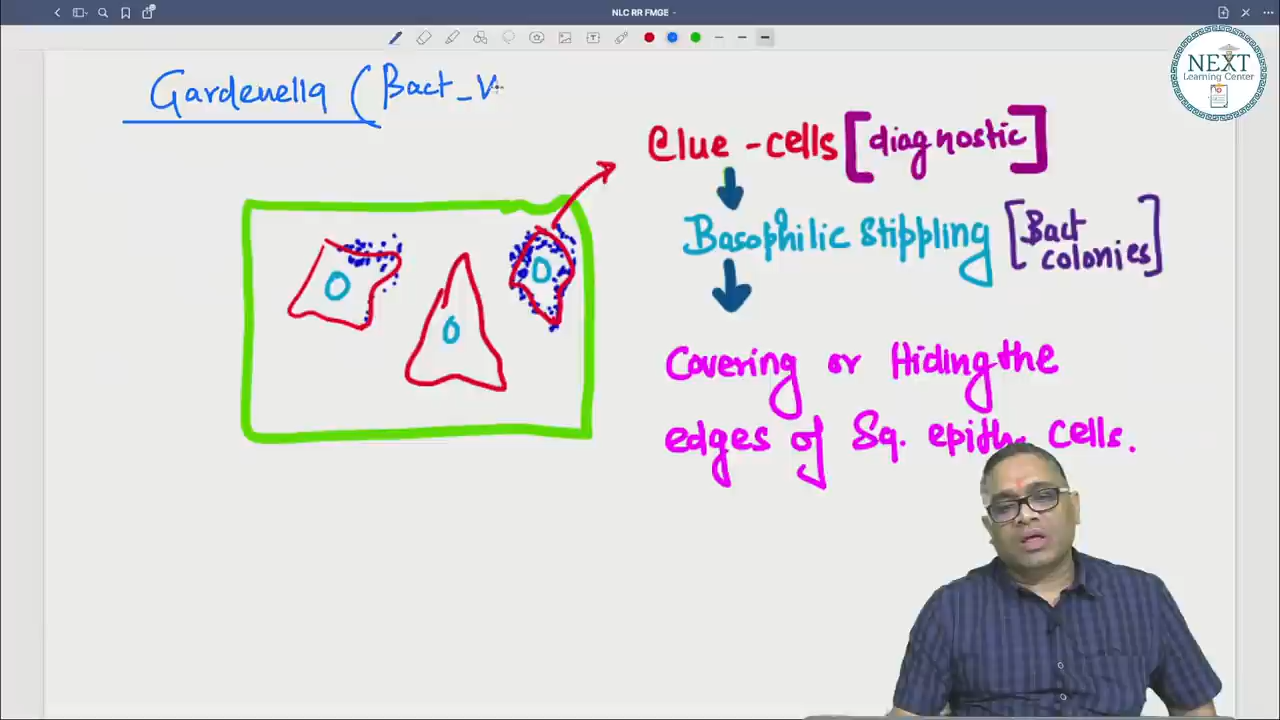 NLC RR FMGE
NEXT
Learning Center
Gardenella (Bact_V
Clue-cells [diagnostic]
Basophilic stippling [Bact colonies]
Covering or Hiding the
edges of Sq. epith. cells.